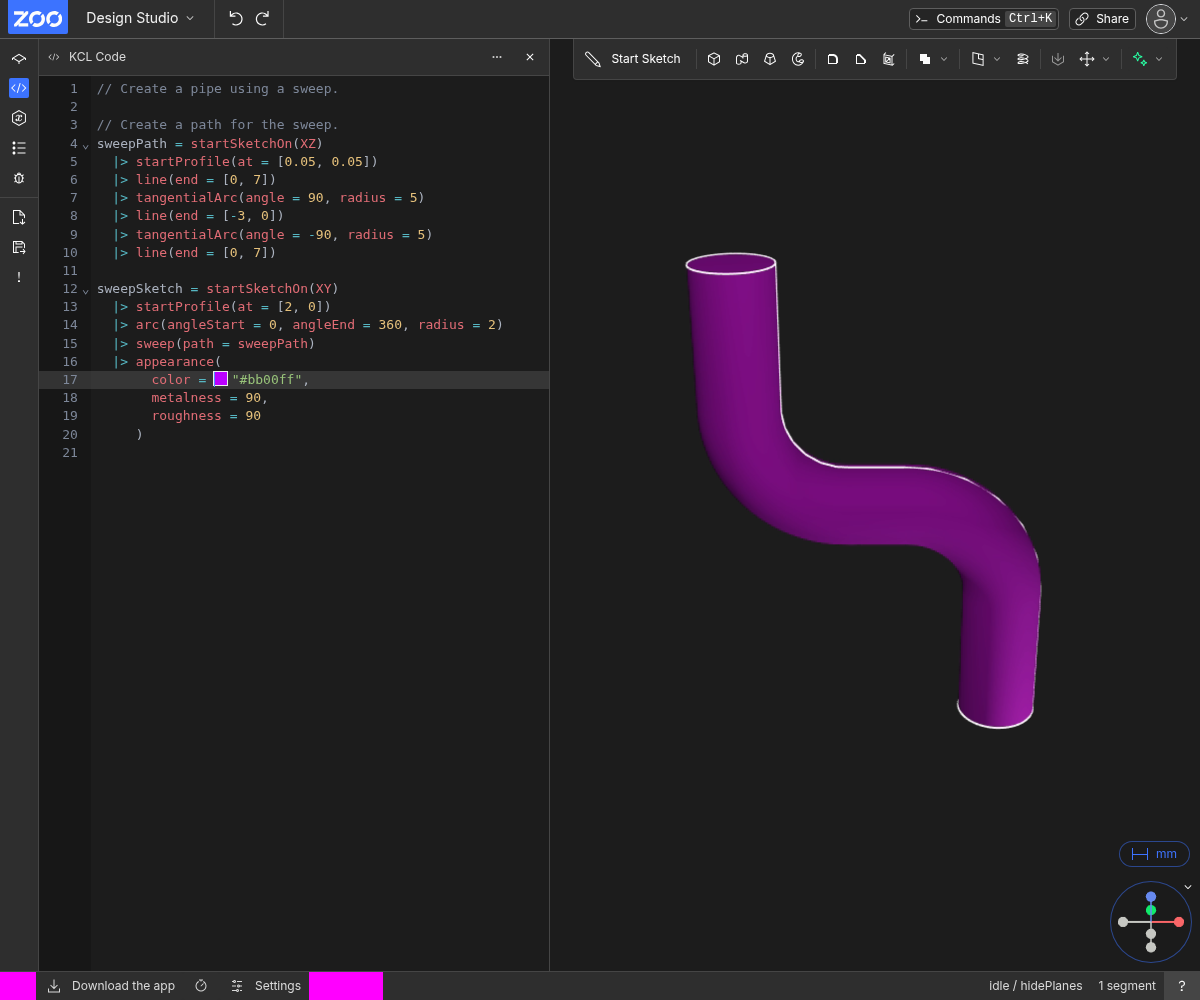 ZOO
Design Studio
Commands Ctrl+K
Share
KCL Code
Start Sketch
1 // Create a pipe using a sweep.
2
3 // Create a path for the sweep.
4 sweepPath = startSketchOn(XZ)
5 |> startProfile(at = [0.05, 0.05])
6 |> line(end = [0, 7])
7 |> tangentialArc(angle = 90, radius = 5)
8 |> line(end = [-3, 0])
9 |> tangentialArc(angle = -90, radius = 5)
10 |> line(end = [0, 7])
11
12 sweepSketch = startSketchOn(XY)
13 |> startProfile(at = [2, 0])
14 |> arc(angleStart = 0, angleEnd = 360, radius = 2)
15 |> sweep(path = sweepPath)
16 |> appearance(
17 color = "#bb00ff",
18 metalness = 90,
19 roughness = 90
20 )
21
mm
Download the app
Settings
idle / hidePlanes
1 segment
?